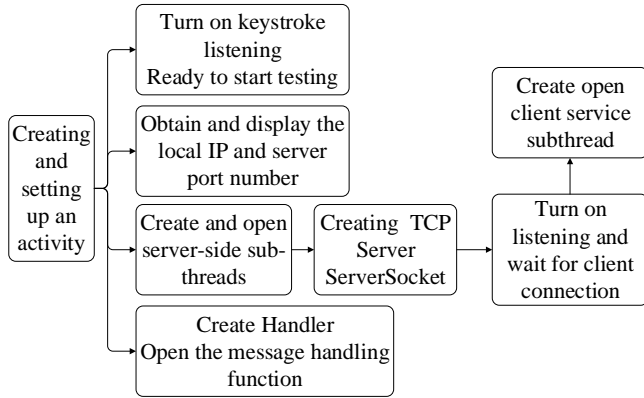 Creating
and
setting
up an
activity
Turn on keystroke
listening
Ready to start testing
Obtain and display the
local IP and server
port number
Create and open
server-side sub-
threads
Creating TCP
Server
ServerSocket
Turn on
listening and
wait for client
connection
Create open
client service
subthread
Create Handler
Open the message handling
function